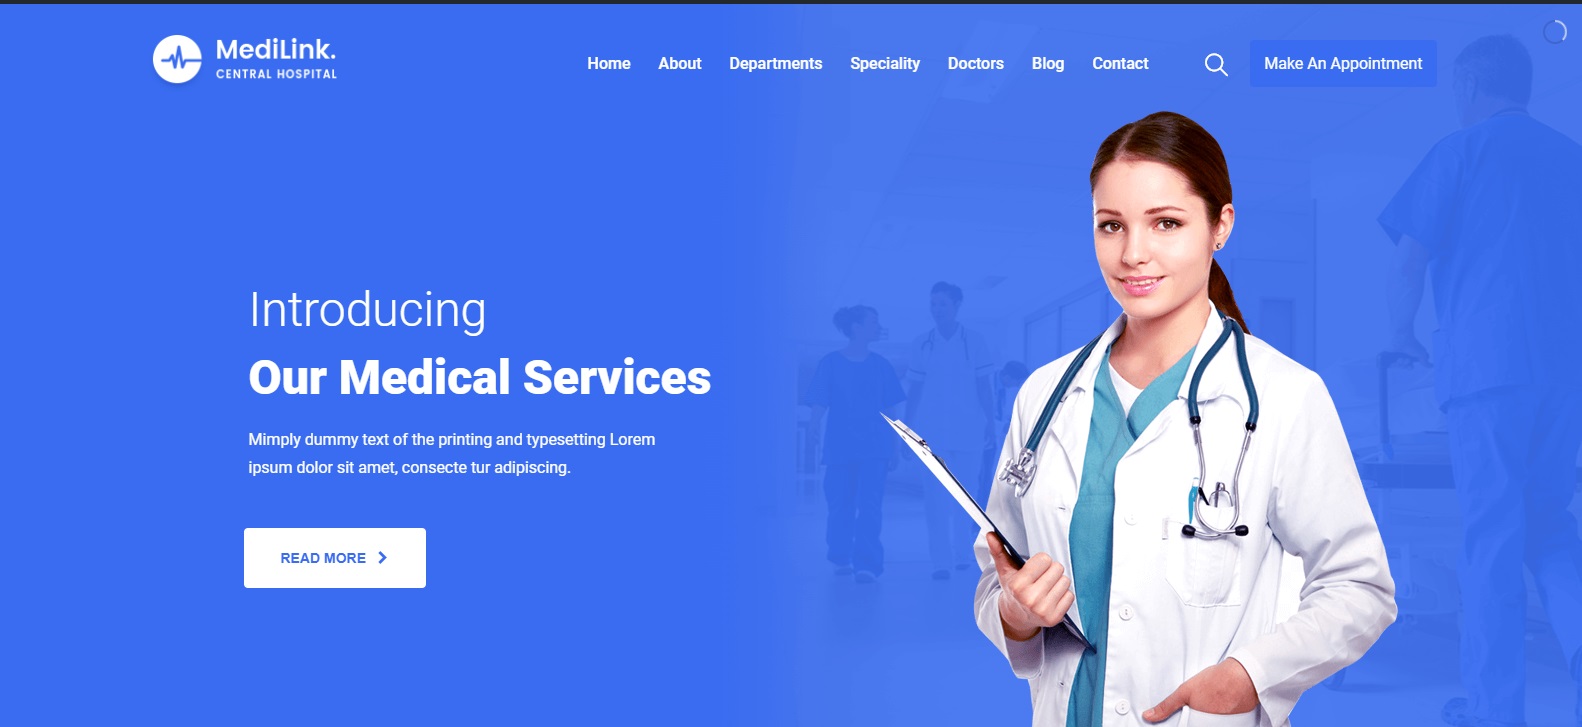 MediLink.
CENTRAL HOSPITAL
Home About Departments Speciality Doctors Blog Contact
Make An Appointment
Introducing
Our Medical Services
Mimply dummy text of the printing and typesetting Lorem
ipsum dolor sit amet, consecte tur adipiscing.
READ MORE